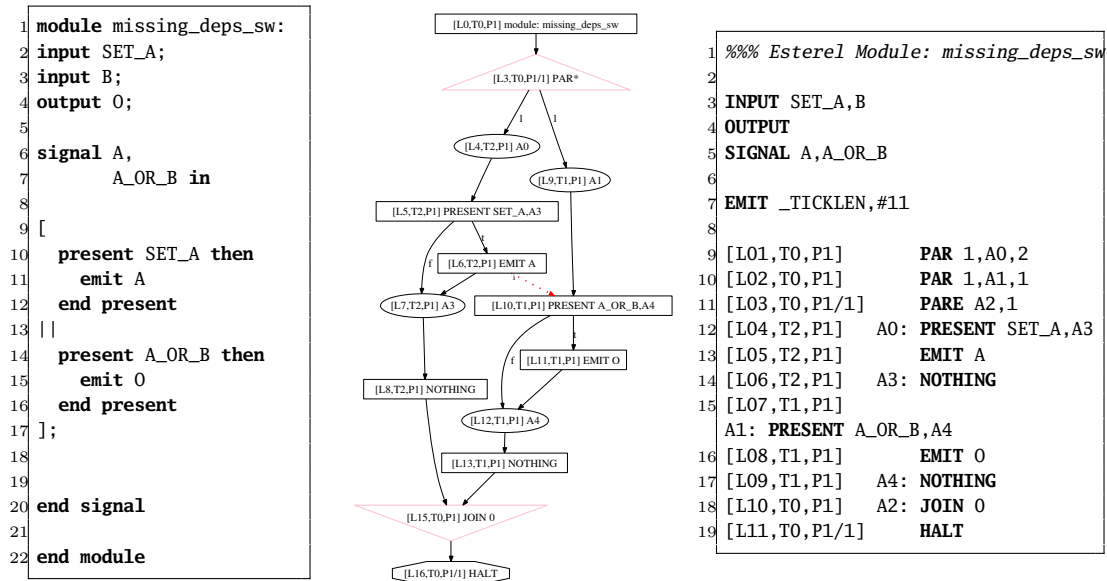 1 module missing_deps_sw:
2 input SET_A;
3 input B;
4 output O;
5
6 signal A,
7 A_OR_B in
8
9 [
10 present SET_A then
11 emit A
12 end present
13 ||
14 present A_OR_B then
15 emit O
16 end present
17 ];
18
19
20 end signal
21
22 end module
[L0,T0,P1] module: missing_deps_sw
[L3,T0,P1/1] PAR*
1
1
[L4,T2,P1] A0
[L9,T1,P1] A1
[L5,T2,P1] PRESENT SET_A,A3
t
f
[L6,T2,P1] EMIT A
i
[L7,T2,P1] A3
[L10,T1,P1] PRESENT A_OR_B,A4
t
f
[L11,T1,P1] EMIT O
[L8,T2,P1] NOTHING
[L12,T1,P1] A4
[L13,T1,P1] NOTHING
[L15,T0,P1] JOIN 0
[L16,T0,P1/1] HALT
1 %%% Esterel Module: missing_deps_sw
2
3 INPUT SET_A,B
4 OUTPUT
5 SIGNAL A,A_OR_B
6
7 EMIT _TICKLEN,#11
8
9 [L01,T0,P1] PAR 1,A0,2
10 [L02,T0,P1] PAR 1,A1,1
11 [L03,T0,P1/1] PARE A2,1
12 [L04,T2,P1] A0: PRESENT SET_A,A3
13 [L05,T2,P1] EMIT A
14 [L06,T2,P1] A3: NOTHING
15 [L07,T1,P1]
A1: PRESENT A_OR_B,A4
16 [L08,T1,P1] EMIT O
17 [L09,T1,P1] A4: NOTHING
18 [L10,T0,P1] A2: JOIN 0
19 [L11,T0,P1/1] HALT